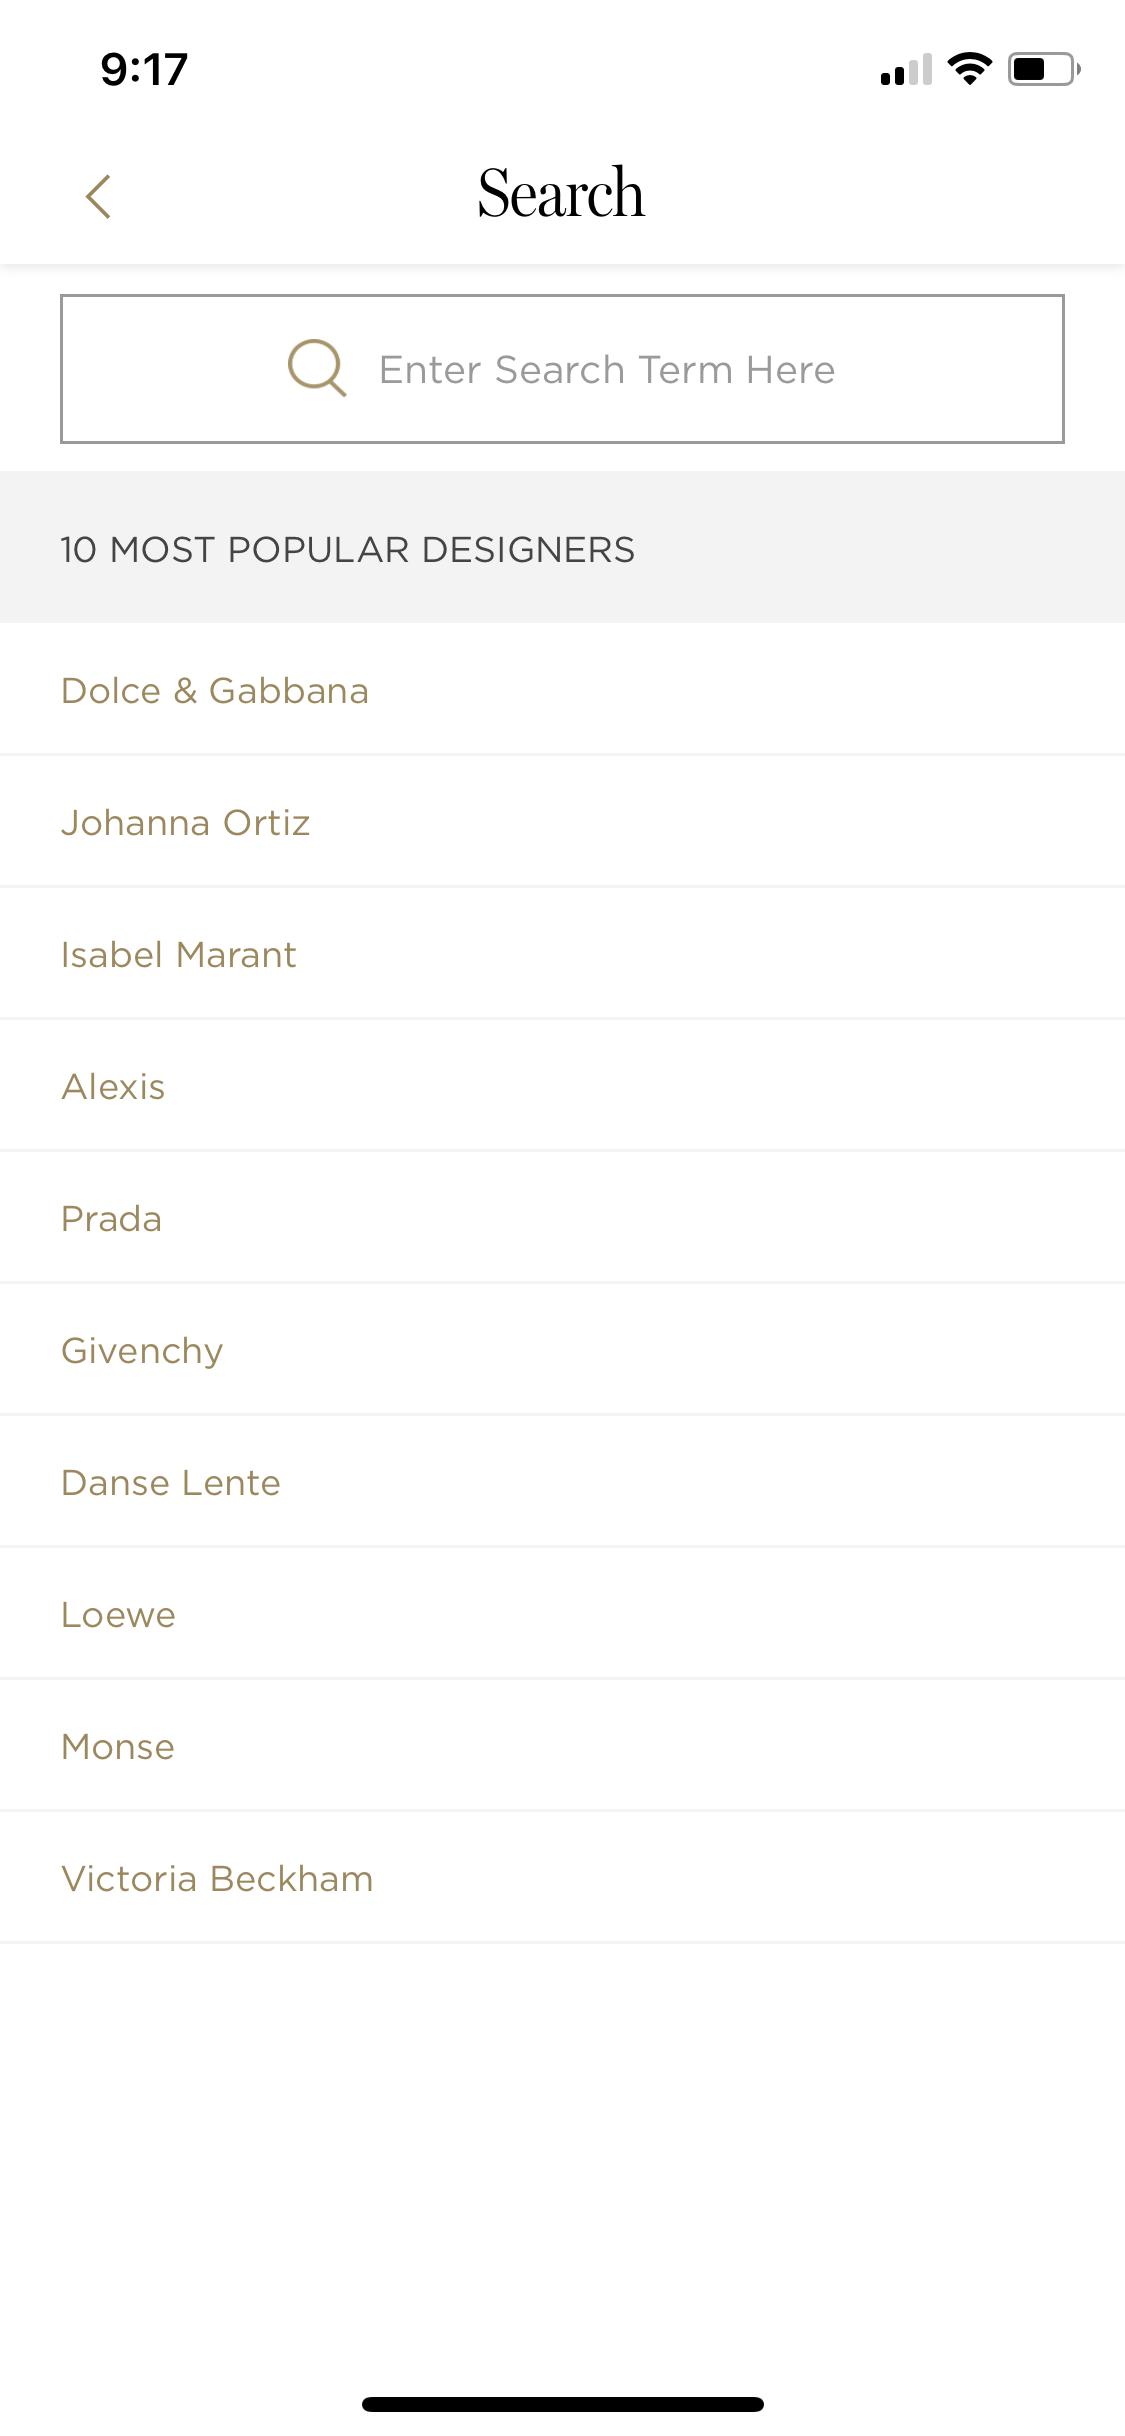 9:17
Search
Enter Search Term Here
10 MOST POPULAR DESIGNERS
Dolce & Gabbana
Johanna Ortiz
Isabel Marant
Alexis
Prada
Givenchy
Danse Lente
Loewe
Monse
Victoria Beckham